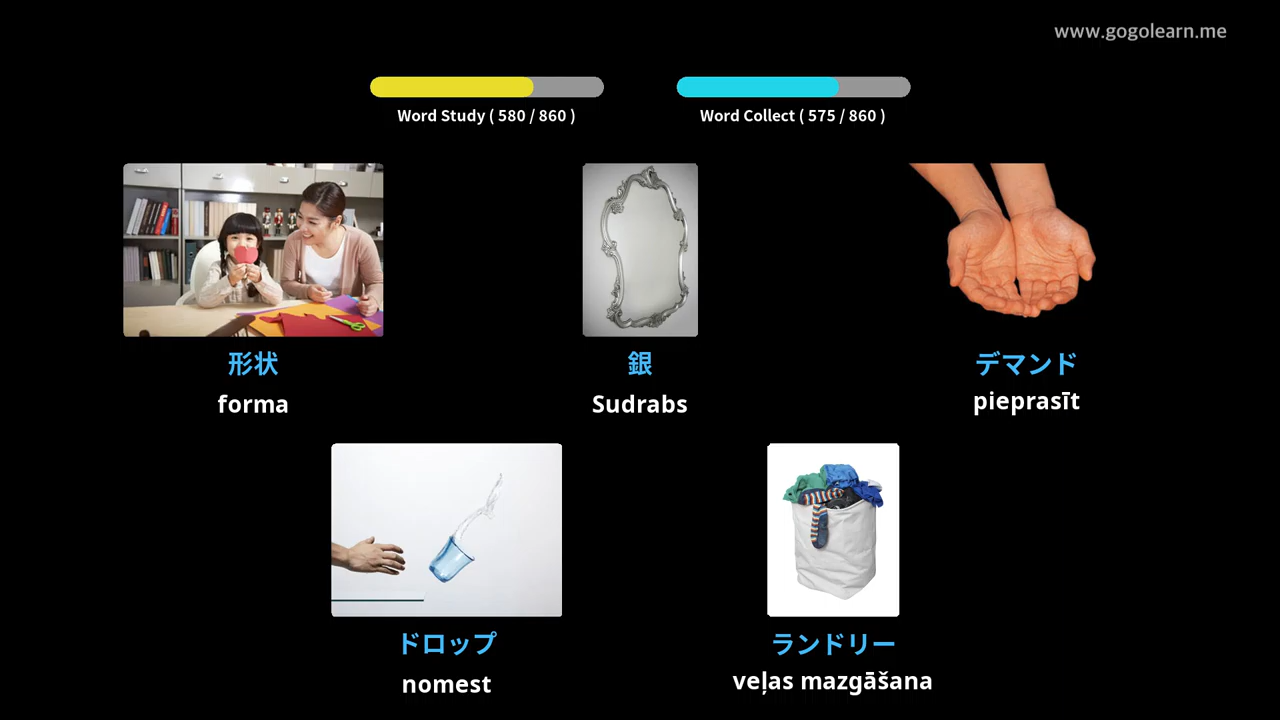 www.gogolearn.me
Word Study ( 580 / 860 )
Word Collect ( 575 / 860 )
形状
forma
銀
Sudrabs
デマンド
pieprasīt
ドロップ
nomest
ランドリー
veļas mazgāšana